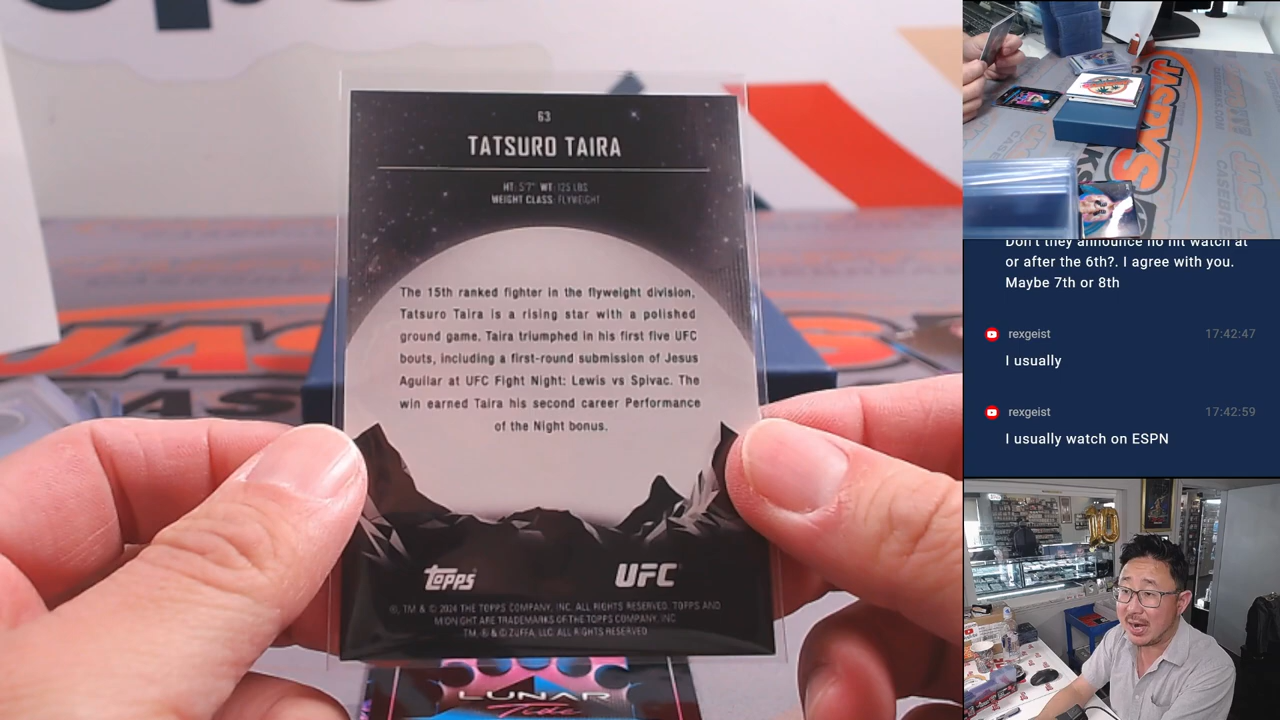 63
TATSURO TAIRA
HT: 5'7" WT: 125 LBS
WEIGHT CLASS: FLYWEIGHT
The 15th ranked fighter in the flyweight division,
Tatsuro Taira is a rising star with a polished
ground game. Taira triumphed in his first five UFC
bouts, including a first-round submission of Jesus
Aguilar at UFC Fight Night: Lewis vs Spivac. The
win earned Taira his second career Performance
of the Night bonus.
topps UFC
®, TM & © 2024 THE TOPPS COMPANY, INC. ALL RIGHTS RESERVED. TOPPS AND
MIDNIGHT ARE TRADEMARKS OF THE TOPPS COMPANY, INC.
TM, ® & © ZUFFA, LLC. ALL RIGHTS RESERVED
LUNAR
Tide
JASPYS
CASEBREAKS.COM
Don't they announce no hit watch at
or after the 6th?. I agree with you.
Maybe 7th or 8th
rexgeist 17:42:47
I usually
rexgeist 17:42:59
I usually watch on ESPN
10